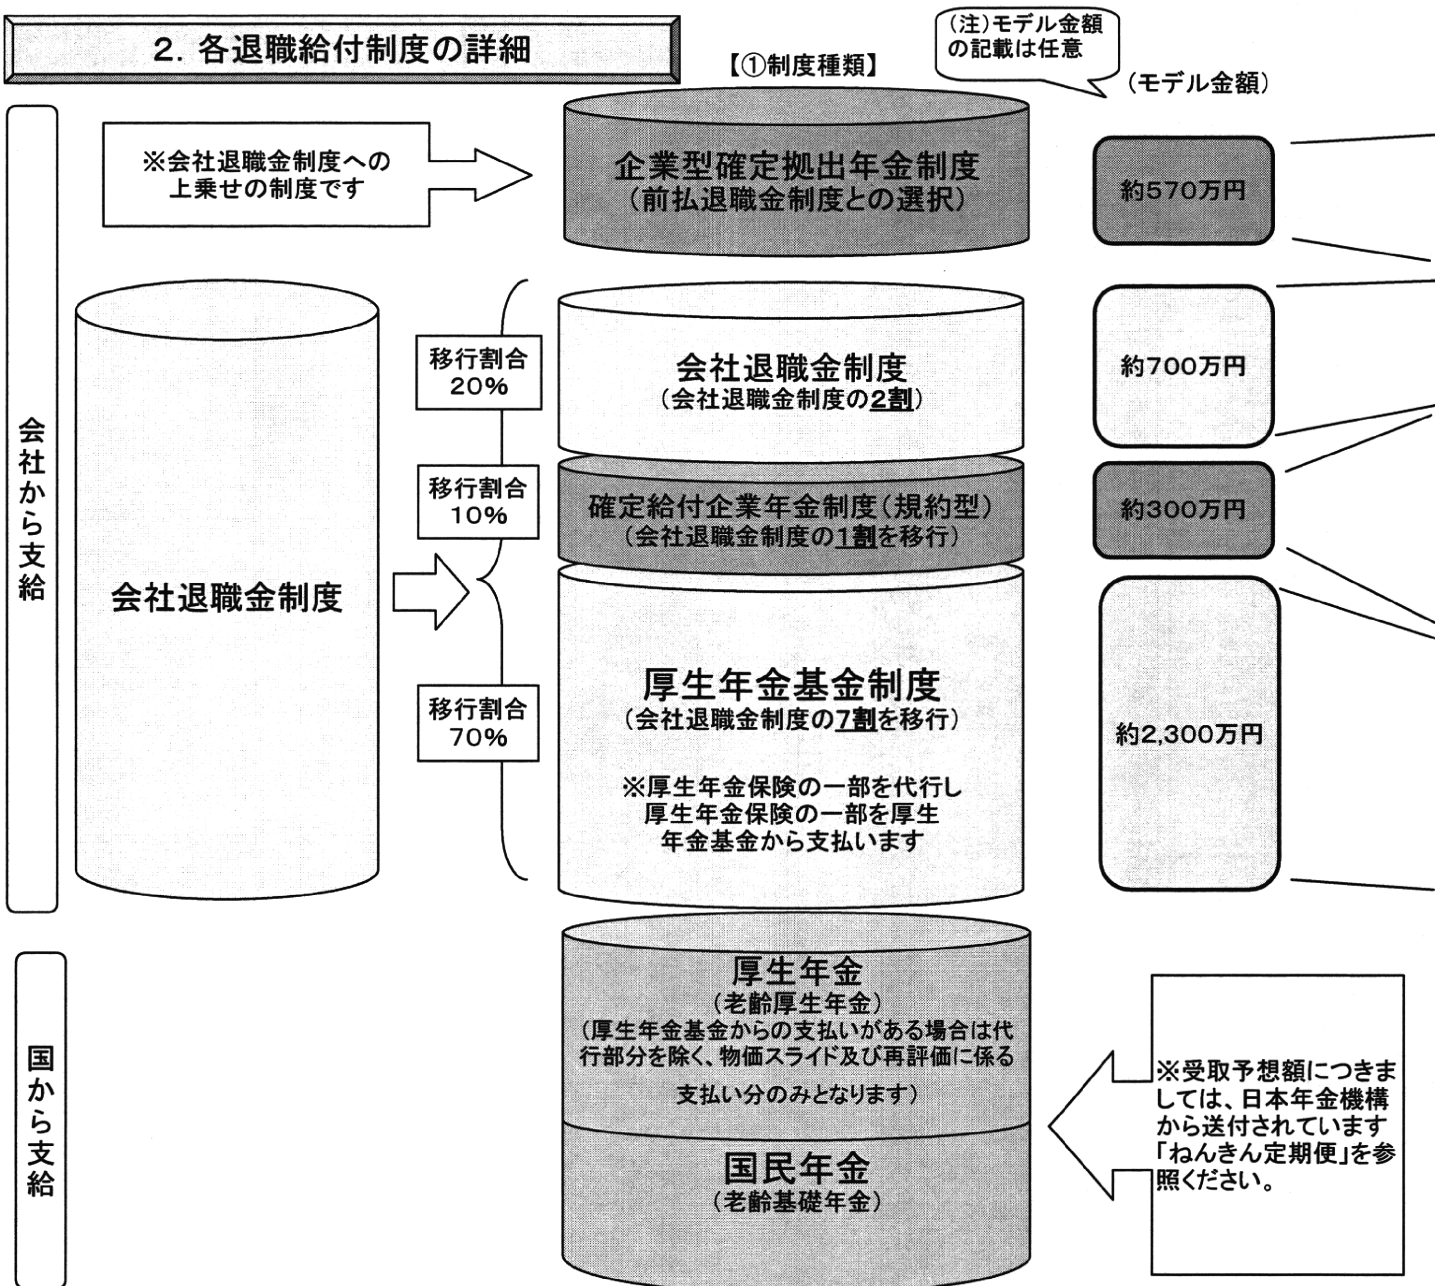 2. 各退職給付制度の詳細
【①制度種類】
(注)モデル金額
の記載は任意
(モデル金額)
会社から支給
※会社退職金制度への
上乗せの制度です
企業型確定拠出年金制度
(前払退職金制度との選択)
約570万円
会社退職金制度
移行割合
20%
会社退職金制度
(会社退職金制度の2割)
約700万円
移行割合
10%
確定給付企業年金制度(規約型)
(会社退職金制度の1割を移行)
約300万円
移行割合
70%
厚生年金基金制度
(会社退職金制度の7割を移行)
※厚生年金保険の一部を代行し
厚生年金保険の一部を厚生
年金基金から支払います
約2,300万円
国から支給
厚生年金
(老齢厚生年金)
(厚生年金基金からの支払いがある場合は代
行部分を除く、物価スライド及び再評価に係る
支払い分のみとなります)
国民年金
(老齢基礎年金)
※受取予想額につきま
しては、日本年金機構
から送付されています
「ねんきん定期便」を参
照ください。